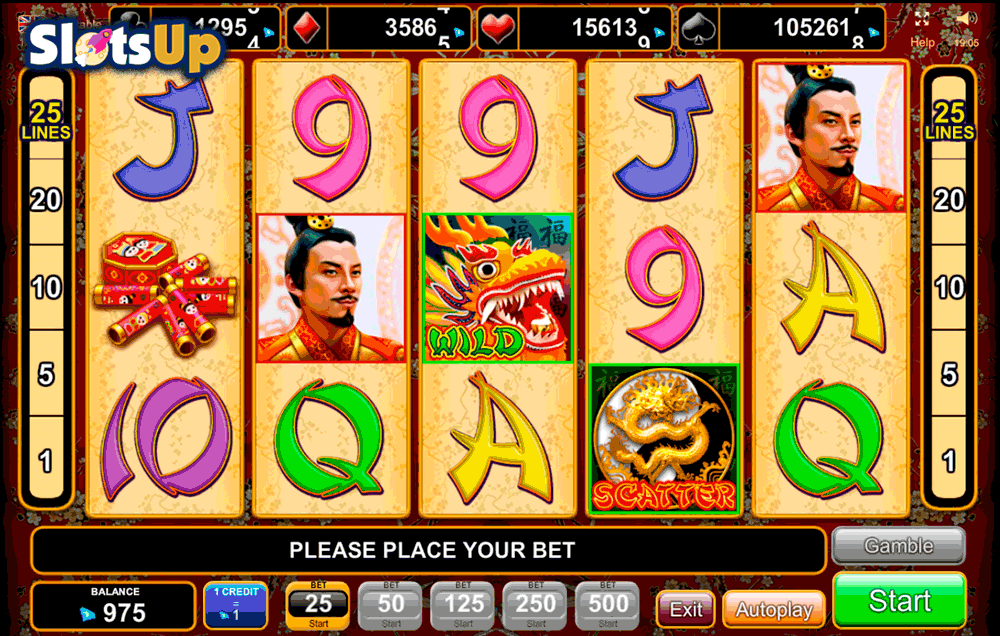 SlotsUp
3586
15613
105261
Help
19:05
25
LINES
20
10
5
1
J 9 9 J
9 A
WILD
10 Q A Q
SCATTER
福 福
25
LINES
20
10
5
1
PLEASE PLACE YOUR BET
Gamble
BALANCE
975
1 CREDIT
=
1
BET
25
Start
BET
50
Start
BET
125
Start
BET
250
Start
BET
500
Start
Exit
Autoplay
Start